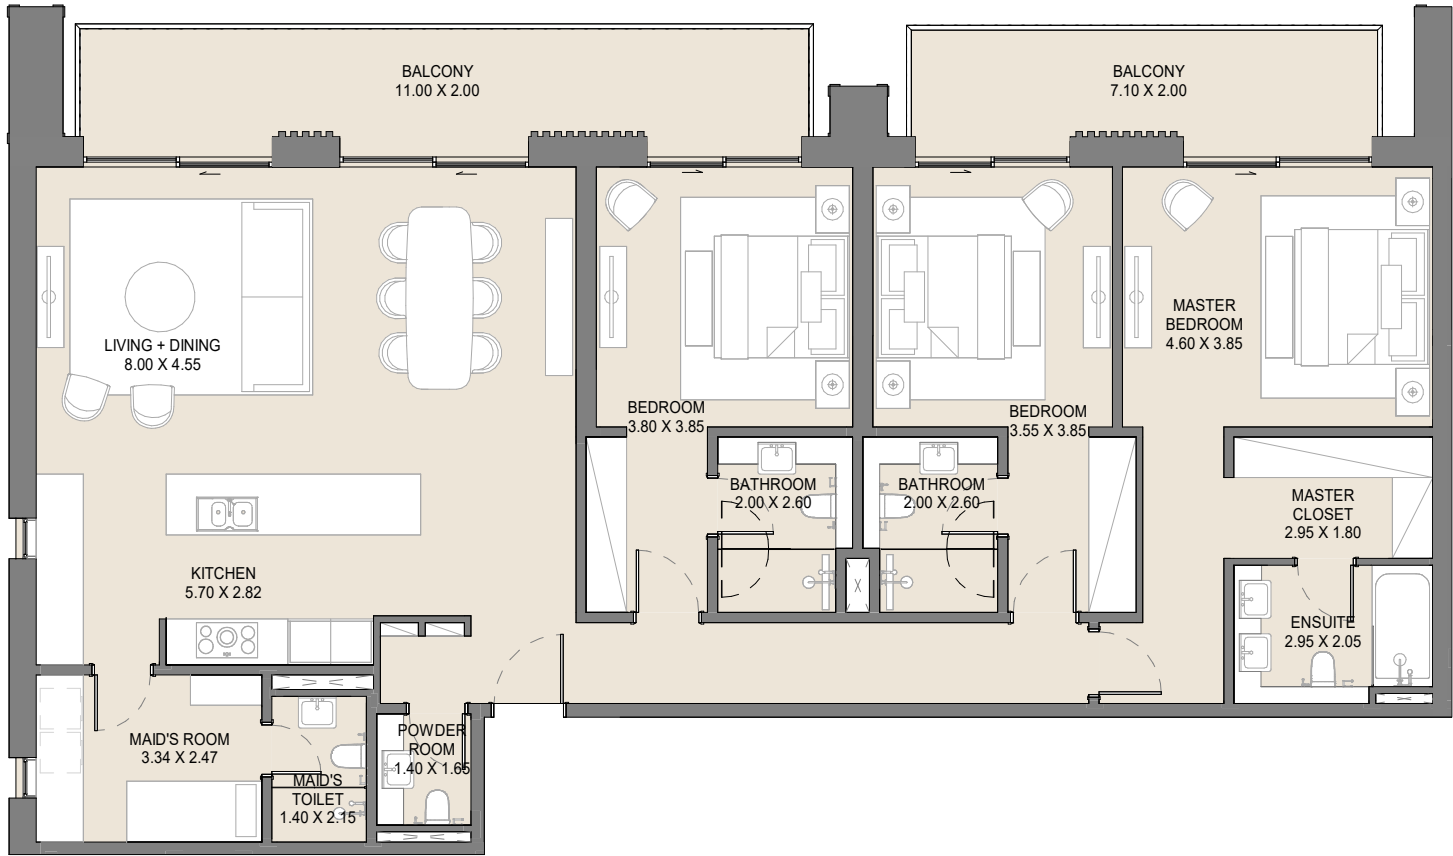 BALCONY
11.00 X 2.00
BALCONY
7.10 X 2.00
LIVING + DINING
8.00 X 4.55
MASTER
BEDROOM
4.60 X 3.85
BEDROOM
3.80 X 3.85
BEDROOM
3.55 X 3.85
BATHROOM
2.00 X 2.60
BATHROOM
2.00 X 2.60
MASTER
CLOSET
2.95 X 1.80
KITCHEN
5.70 X 2.82
ENSUITE
2.95 X 2.05
MAID'S ROOM
3.34 X 2.47
POWDER
ROOM
1.40 X 1.65
MAID'S
TOILET
1.40 X 2.15